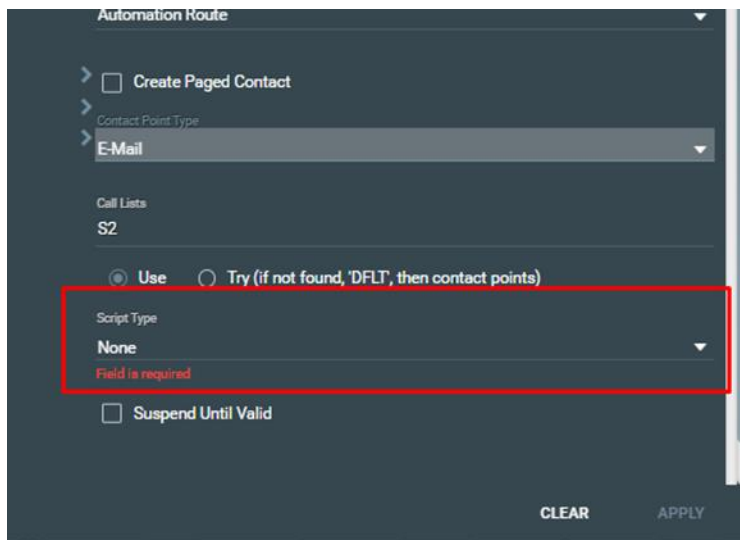 Automation Route
Create Paged Contact
Contact Point Type
E-Mail
Call Lists
S2
Use Try (if not found, 'DFLT', then contact points)
Script Type
None
Field is required
Suspend Until Valid
CLEAR APPLY